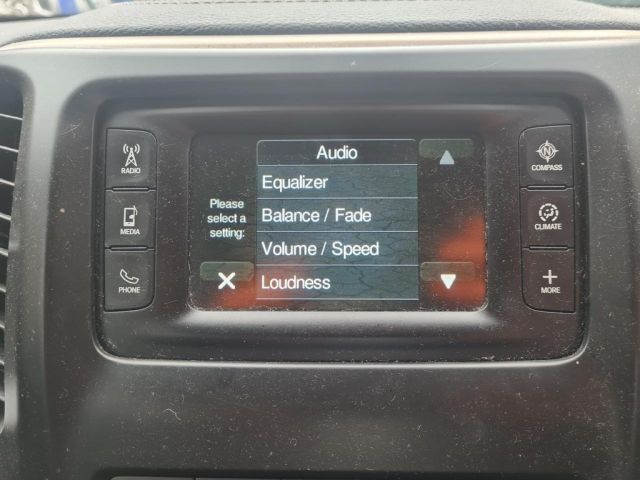 Audio
Equalizer
Balance / Fade
Volume / Speed
Loudness
Please
select a
setting:
RADIO
MEDIA
PHONE
N
COMPASS
CLIMATE
MORE